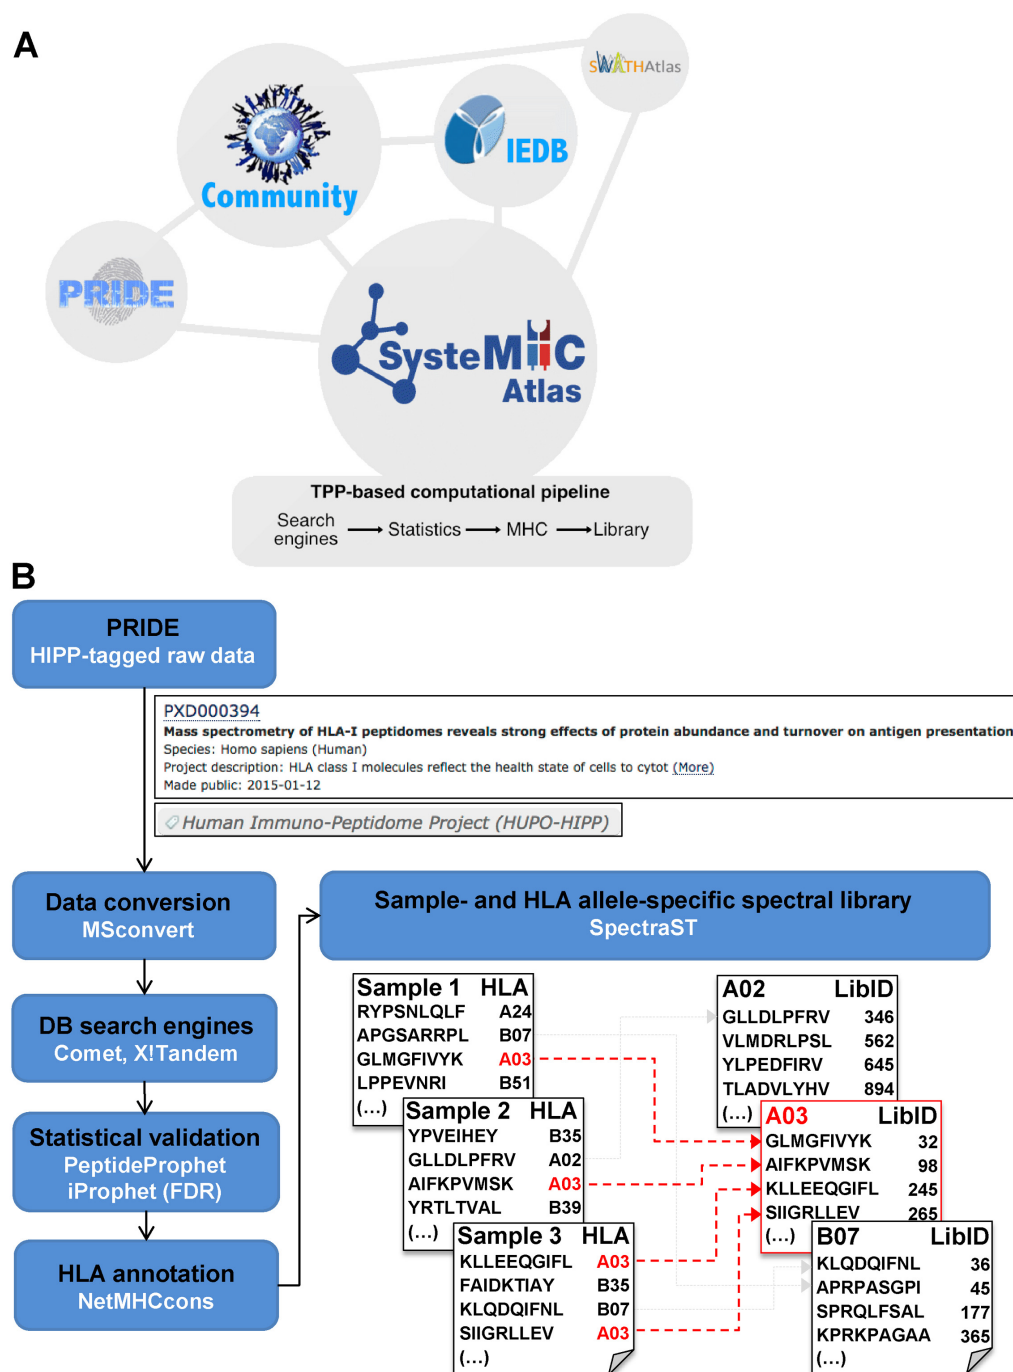 A
SWATHAtlas
IEDB
Community
PRIDE
SysteMHC
Atlas
TPP-based computational pipeline
Search engines
Statistics
MHC
Library
B
PRIDE
HIPP-tagged raw data
PXD000394
Mass spectrometry of HLA-I peptidomes reveals strong effects of protein abundance and turnover on antigen presentation
Species: Homo sapiens (Human)
Project description: HLA class I molecules reflect the health state of cells to cytot (More)
Made public: 2015-01-12
Human Immuno-Peptidome Project (HUPO-HIPP)
Data conversion
MSconvert
DB search engines
Comet, X!Tandem
Statistical validation
PeptideProphet
iProphet (FDR)
HLA annotation
NetMHCcons
Sample- and HLA allele-specific spectral library
SpectraST
Sample 1 HLA
RYPSNLQLF A24
APGSARRPL B07
GLMGFIVYK A03
LPPEVNRI B51
(...)
Sample 2 HLA
YPVEIHEY B35
GLLDLPFRV A02
AIFKPVMSK A03
YRTLTVAL B39
(...)
Sample 3 HLA
KLLEEQGIFL A03
FAIDKTIAY B35
KLQDQIFNL B07
SIIGRLLEV A03
(...)
A02 LibID
GLLDLPFRV 346
VLMDRLPSL 562
YLPEDFIRV 645
TLADVLYHV 894
(...)
A03 LibID
GLMGFIVYK 32
AIFKPVMSK 98
KLLEEQGIFL 245
SIIGRLLEV 265
(...)
B07 LibID
KLQDQIFNL 36
APRPASGPI 45
SPRQLFSAL 177
KPRKPAGAA 365
(...)